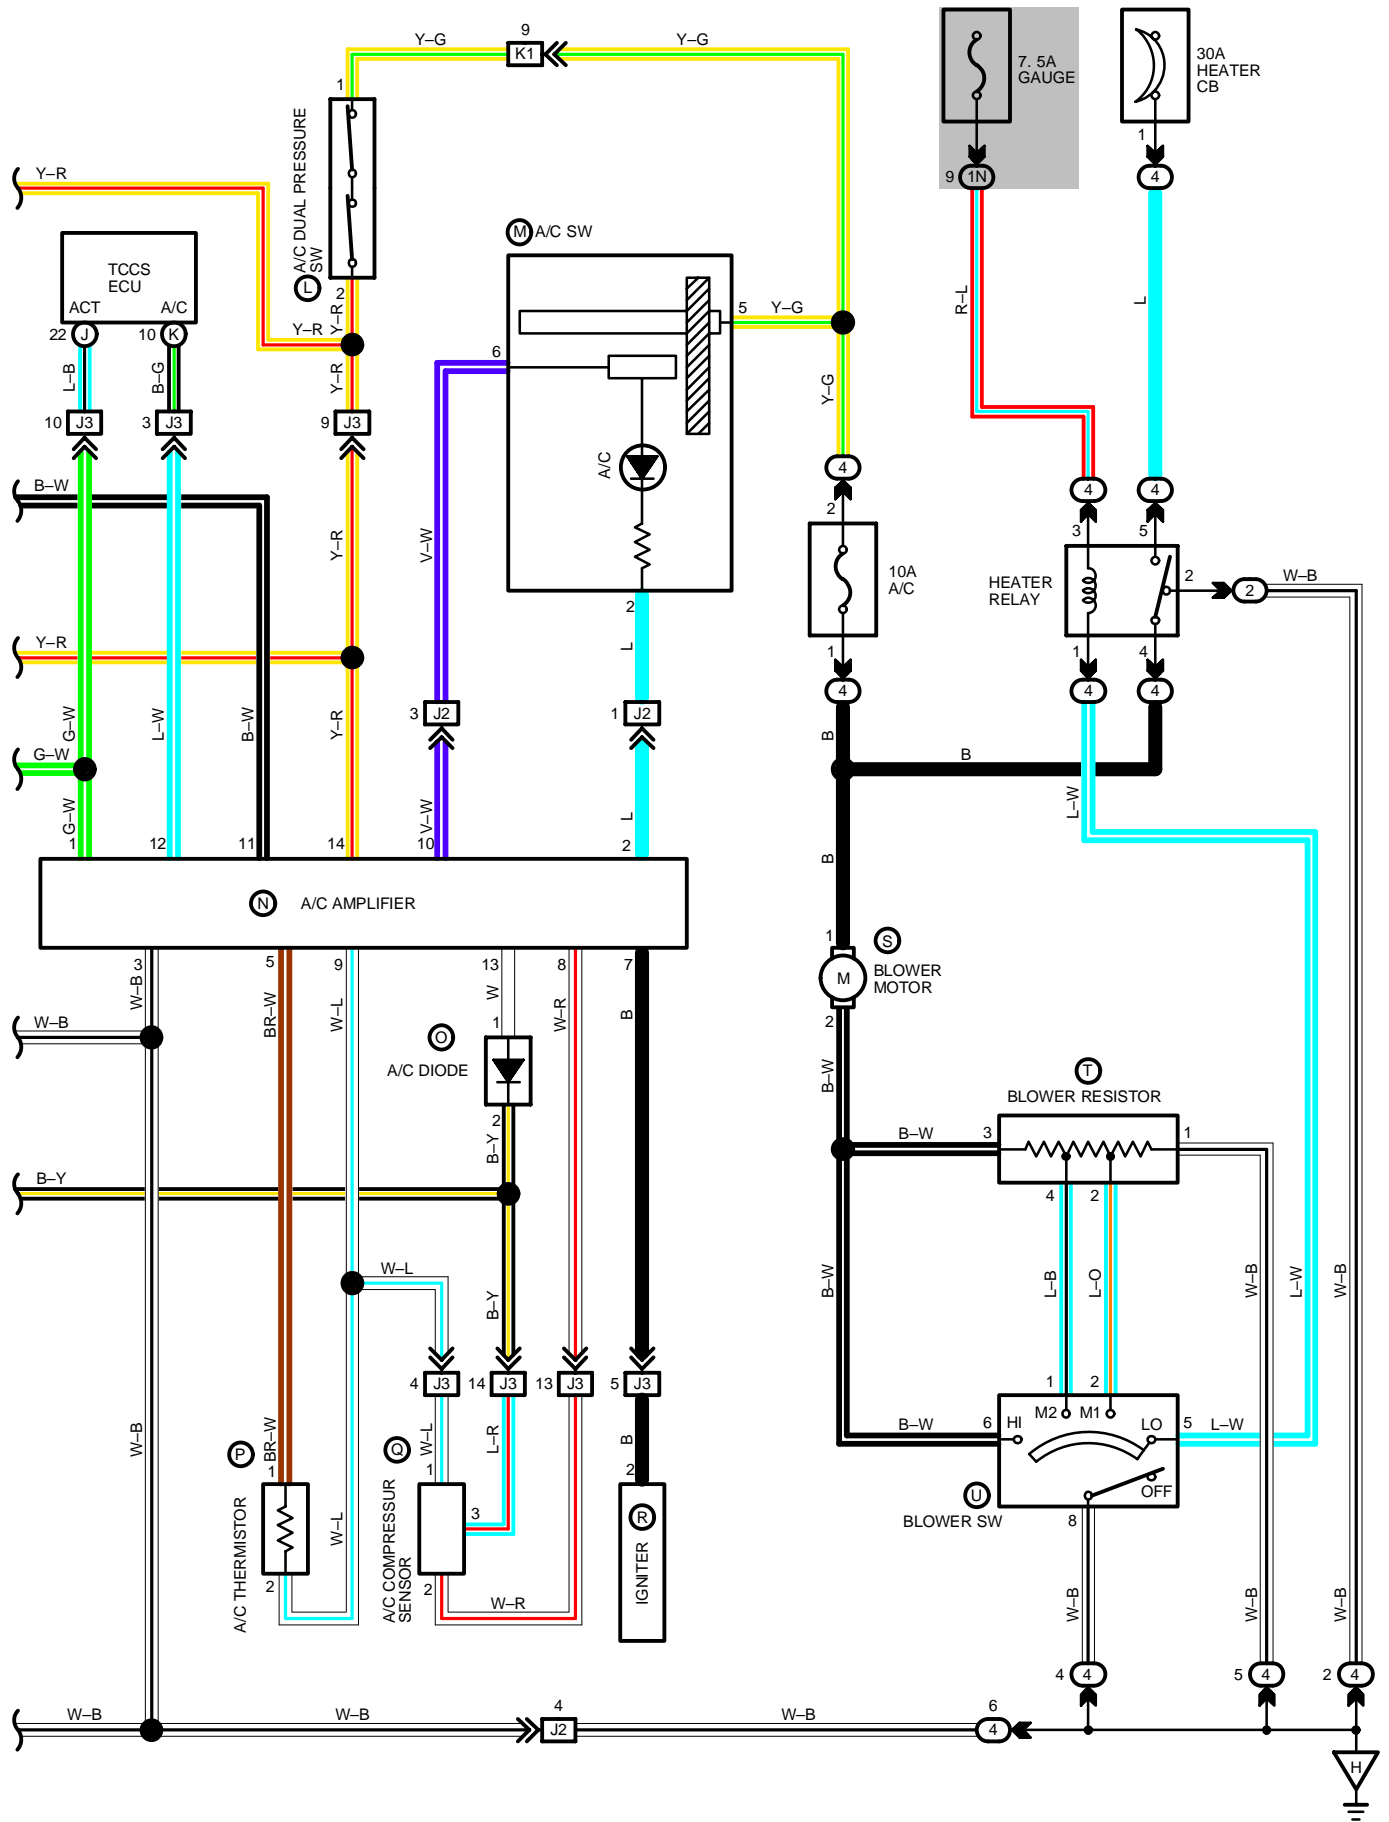 9
Y–G
K1
Y–G
7. 5A
GAUGE
30A
HEATER
CB
1
1
9
1N
4
A/C DUAL PRESSURE
SW
L
2
Y–R
TCCS
ECU
ACT
A/C
22
J
10
K
Y–R
Y–R
Y–R
M
A/C SW
5
Y–G
6
R–L
L
L–B
B–G
Y–G
10
J3
3
J3
9
J3
A/C
4
2
4
4
3
5
B–W
Y–R
V–W
10A
A/C
HEATER
RELAY
2
2
W–B
2
L
1
4
1
4
4
4
Y–R
G–W
L–W
B–W
Y–R
3
J2
1
J2
B
B
G–W
L–W
G–W
V–W
L
1
12
11
14
10
2
B
N
A/C AMPLIFIER
1
S
M
BLOWER
MOTOR
3
5
9
13
8
7
W–B
BR–W
W–L
W
W–R
B
2
W–B
1
O
A/C DIODE
B–W
T
BLOWER RESISTOR
2
B–Y
B–W
3
1
B–Y
4
2
W–L
B–Y
B–W
L–B
L–O
W–B
L–W
W–B
4
J3
14
J3
13
J3
5
J3
1
2
M2
M1
W–B
BR–W
W–L
L–R
B
B–W
6
HI
LO
5
L–W
P
1
Q
1
2
OFF
U
BLOWER SW
8
3
R
W–L
A/C THERMISTOR
2
A/C COMPRESSUR
SENSOR
2
W–R
IGNITER
W–B
W–B
W–B
4
4
5
4
2
4
W–B
W–B
4
J2
W–B
6
4
H